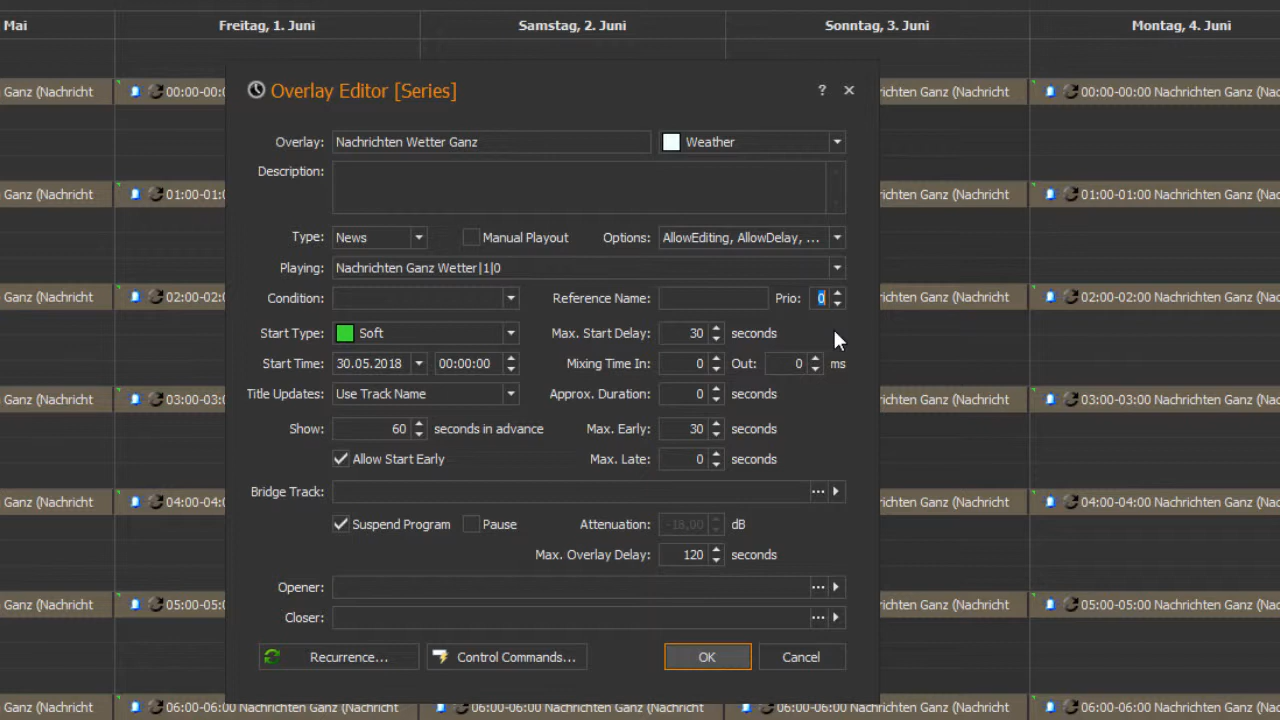 Mai Freitag, 1. Juni Samstag, 2. Juni Sonntag, 3. Juni Montag, 4. Juni
Overlay Editor [Series] ?
Ganz (Nachricht 00:00-00:0 richten Ganz (Nachricht 00:00-00:00 Nachrichten Ganz (Nachricht
Overlay: Nachrichten Wetter Ganz Weather
Description:
Ganz (Nachricht 01:00-01:0 richten Ganz (Nachricht 01:00-01:00 Nachrichten Ganz (Nachricht
Type: News Manual Playout Options: AllowEditing, AllowDelay, ...
Playing: Nachrichten Ganz Wetter|1|0
Condition: Reference Name: Prio: 0
Ganz (Nachricht 02:00-02:0 richten Ganz (Nachricht 02:00-02:00 Nachrichten Ganz (Nachricht
Start Type: Soft Max. Start Delay: 30 seconds
Start Time: 30.05.2018 00:00:00 Mixing Time In: 0 Out: 0 ms
Title Updates: Use Track Name Approx. Duration: 0 seconds
Ganz (Nachricht 03:00-03:0 richten Ganz (Nachricht 03:00-03:00 Nachrichten Ganz (Nachricht
Show: 60 seconds in advance Max. Early: 30 seconds
Allow Start Early Max. Late: 0 seconds
Bridge Track: ...
Ganz (Nachricht 04:00-04:0 richten Ganz (Nachricht 04:00-04:00 Nachrichten Ganz (Nachricht
Suspend Program Pause Attenuation: -18,00 dB
Max. Overlay Delay: 120 seconds
Opener: ...
Ganz (Nachricht 05:00-05:0 richten Ganz (Nachricht 05:00-05:00 Nachrichten Ganz (Nachricht
Closer: ...
Recurrence... Control Commands... OK Cancel
Ganz (Nachricht 06:00-06:00 Nachrichten Ganz (Nachricht 06:00-06:00 Nachrichten Ganz (Nachricht 06:00-06:00 Nachrichten Ganz (Nachricht 06:00-06:00 Nachrichten Ganz (Nachricht